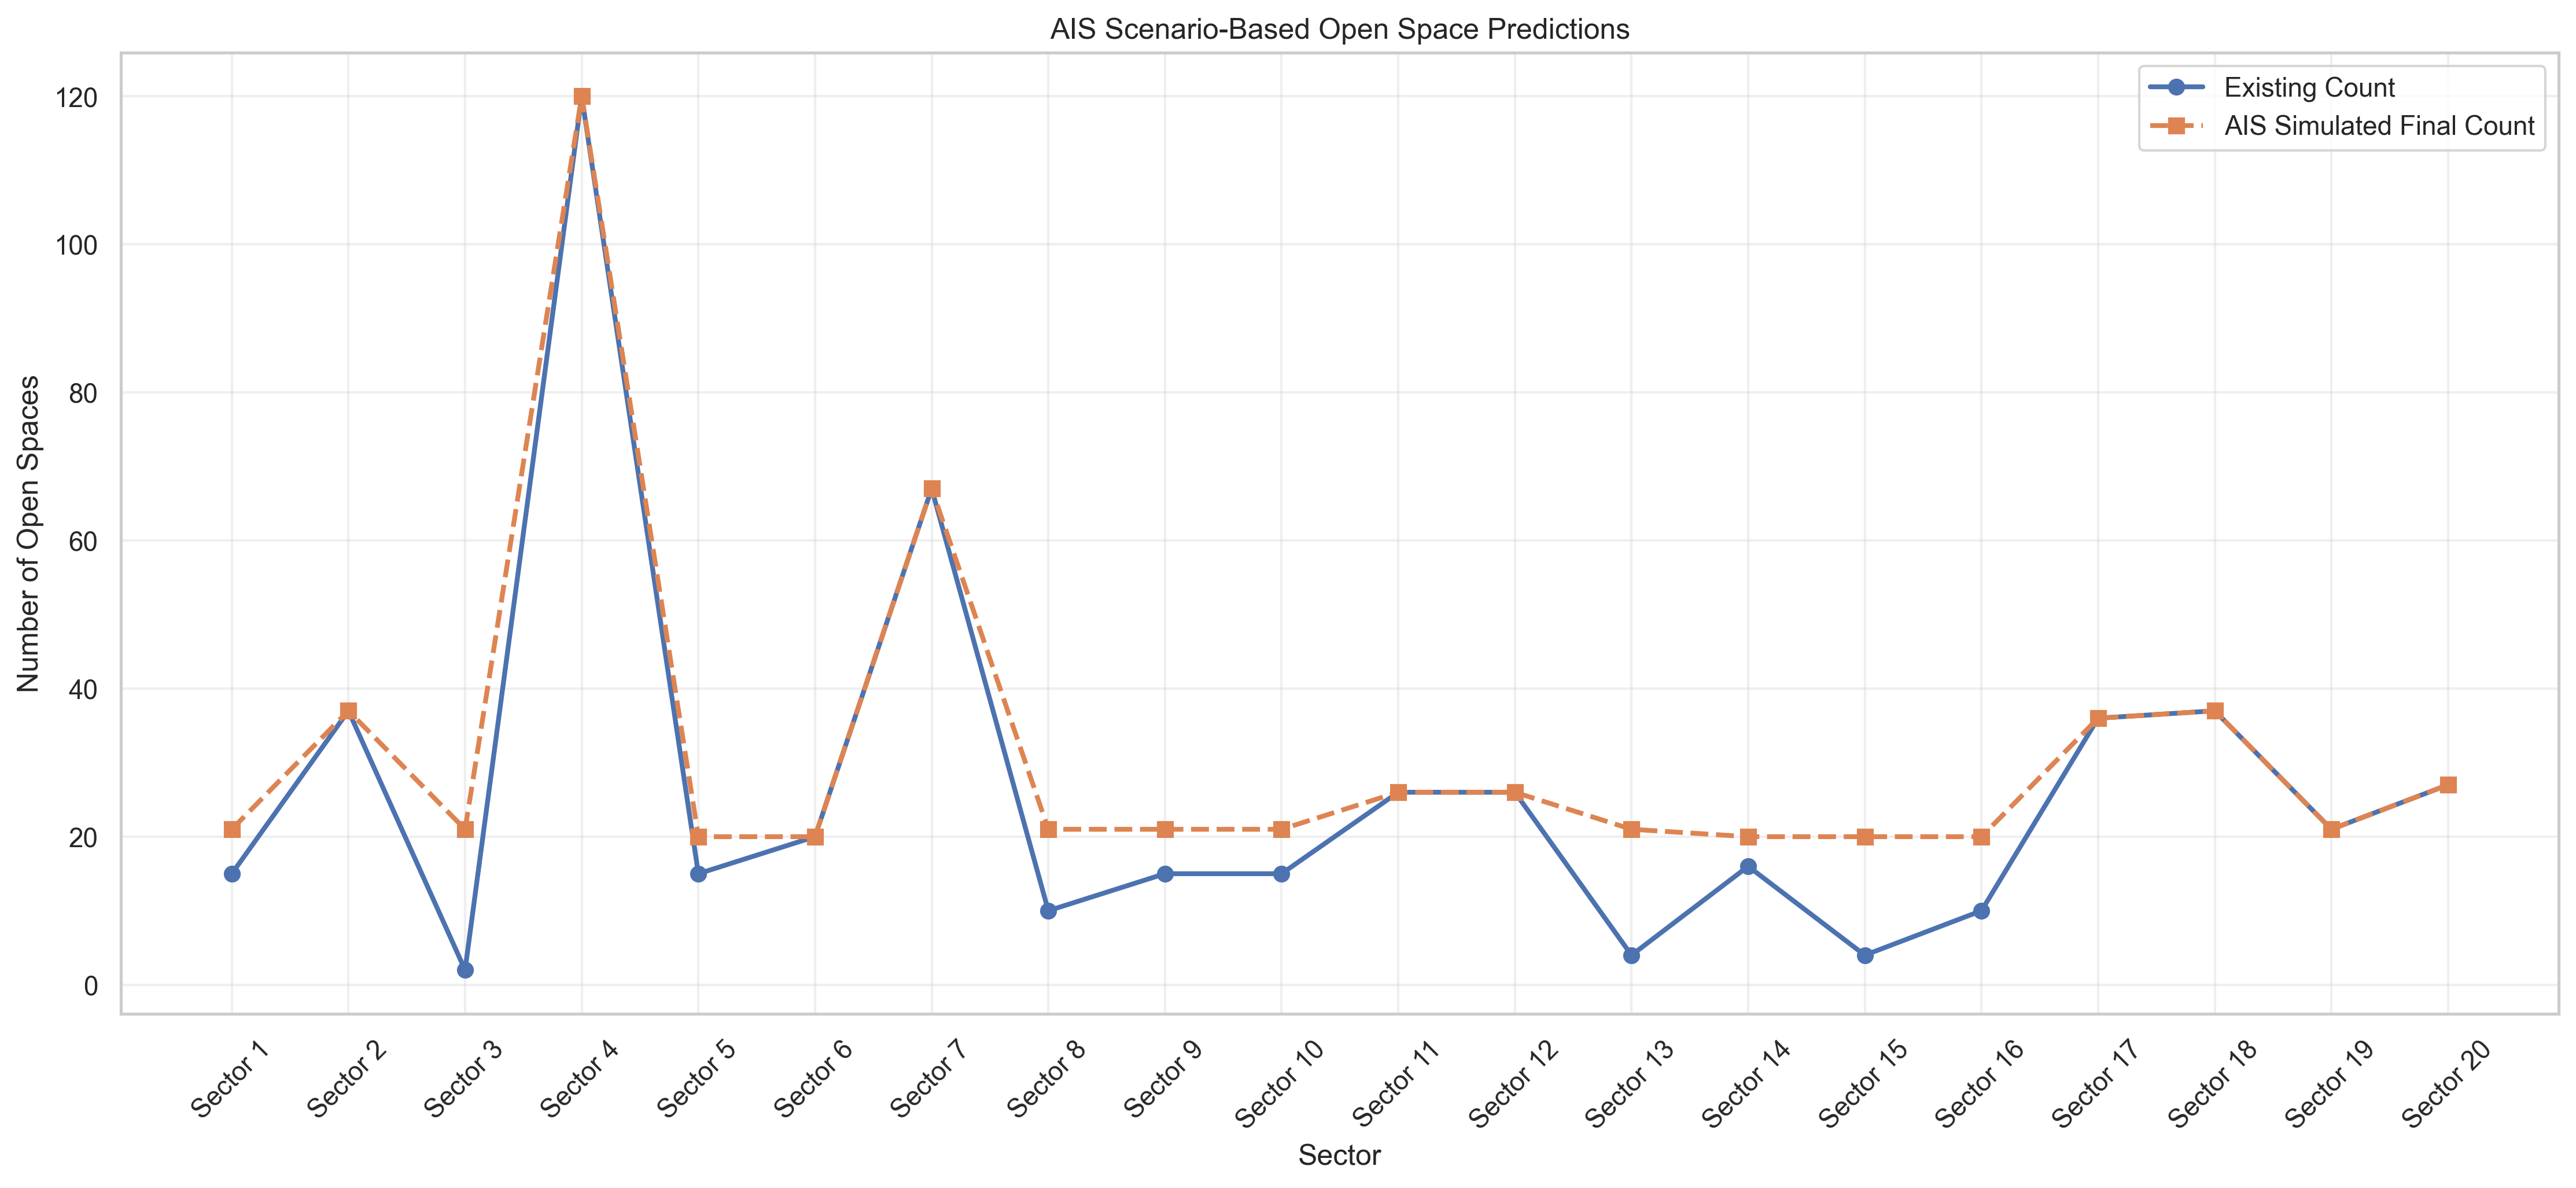 AIS Scenario-Based Open Space Predictions
Existing Count
AIS Simulated Final Count
Number of Open Spaces
120
100
80
60
40
20
0
Sector 1
Sector 2
Sector 3
Sector 4
Sector 5
Sector 6
Sector 7
Sector 8
Sector 9
Sector 10
Sector 11
Sector 12
Sector 13
Sector 14
Sector 15
Sector 16
Sector 17
Sector 18
Sector 19
Sector 20
Sector